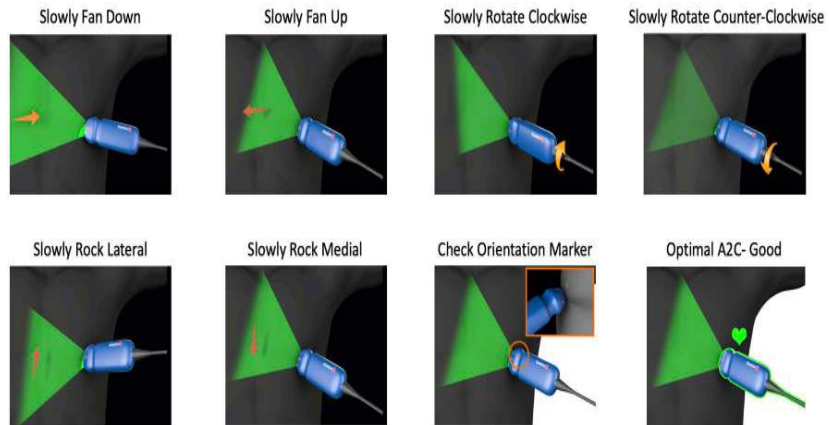 Slowly Fan Down
Slowly Fan Up
Slowly Rotate Clockwise
Slowly Rotate Counter-Clockwise
Slowly Rock Lateral
Slowly Rock Medial
Check Orientation Marker
Optimal A2C- Good